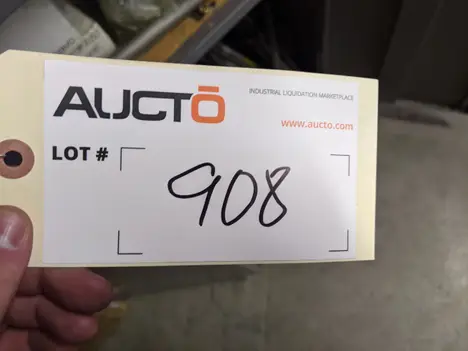 AUCTŌ
INDUSTRIAL LIQUIDATION MARKETPLACE
www.aucto.com
LOT #
908